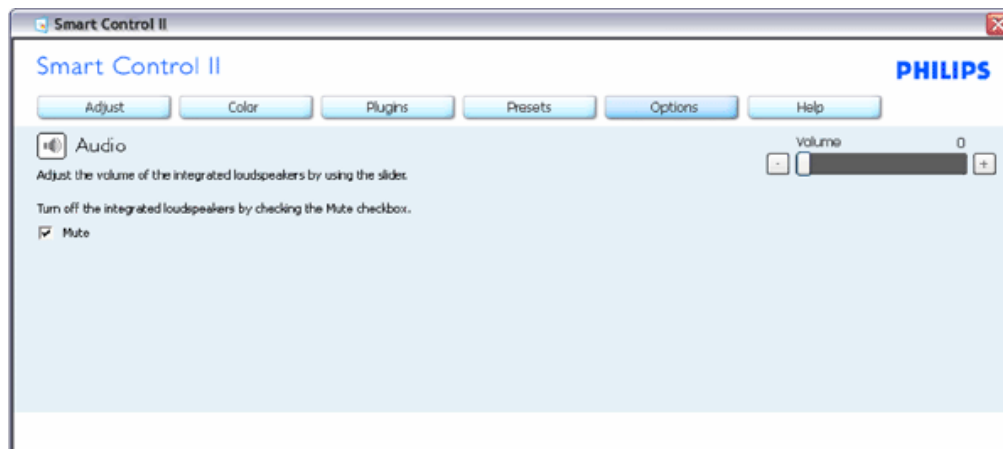 Smart Control II
Smart Control II
PHILIPS
Adjust Color Plugins Presets Options Help
Audio
Volume 0
- +
Adjust the volume of the integrated loudspeakers by using the slider.
Turn off the integrated loudspeakers by checking the Mute checkbox.
Mute